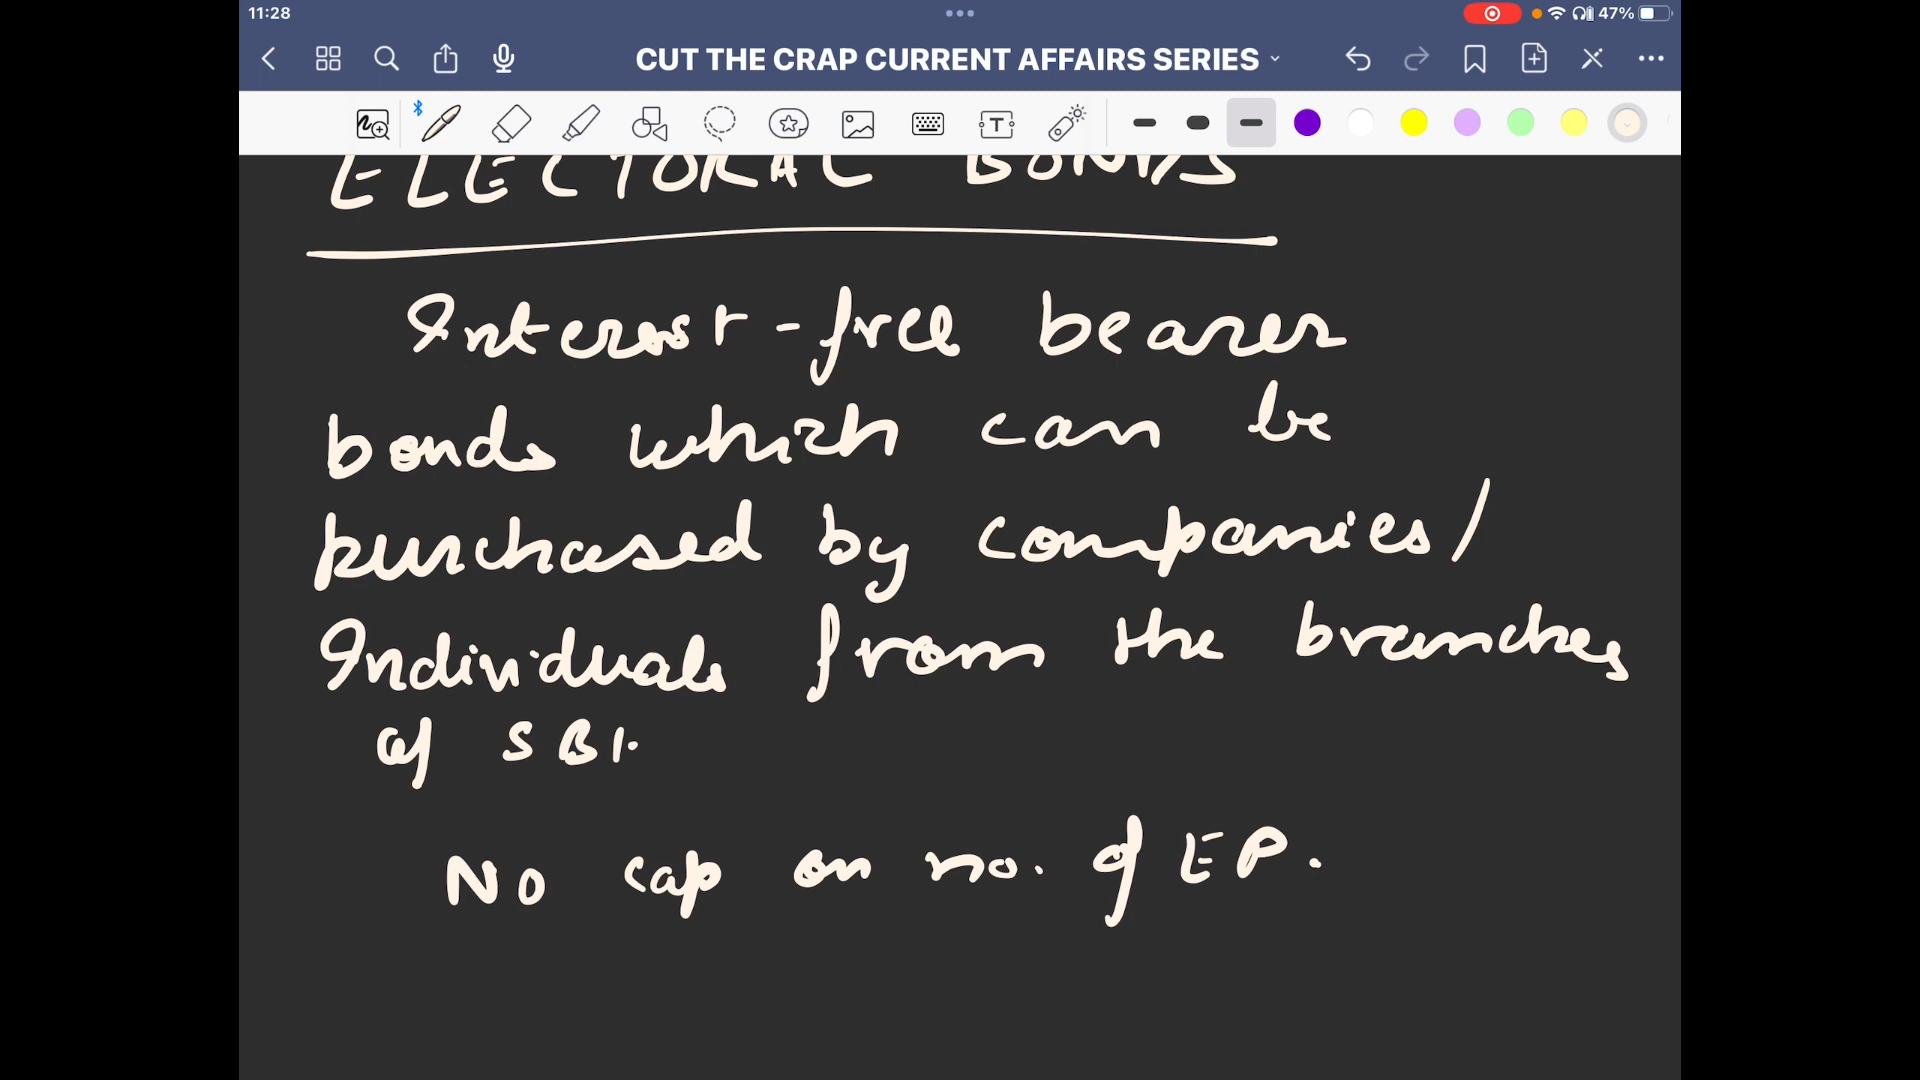 11:28
47%
CUT THE CRAP CURRENT AFFAIRS SERIES
T
ELECTORAL BONDS
Interest-free bearer
bonds which can be
purchased by companies/
Individuals from the branches
of SBI.
No cap on no. of EP.